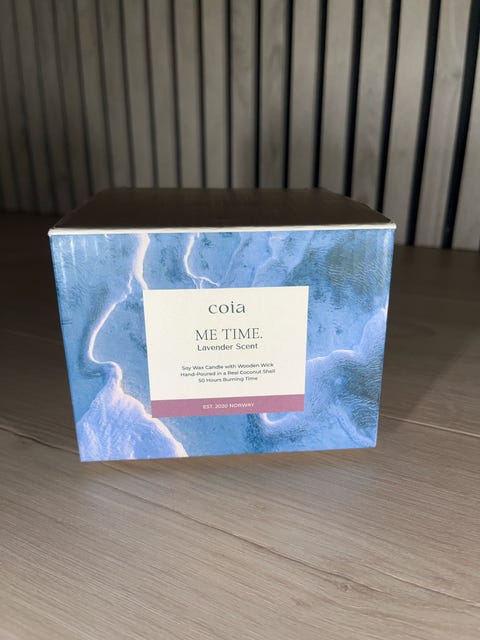 coia
ME TIME.
Lavender Scent
Soy Wax Candle with Wooden Wick
Hand-Poured in a Real Coconut Shell
50 Hours Burning Time
EST. 2020 NORWAY